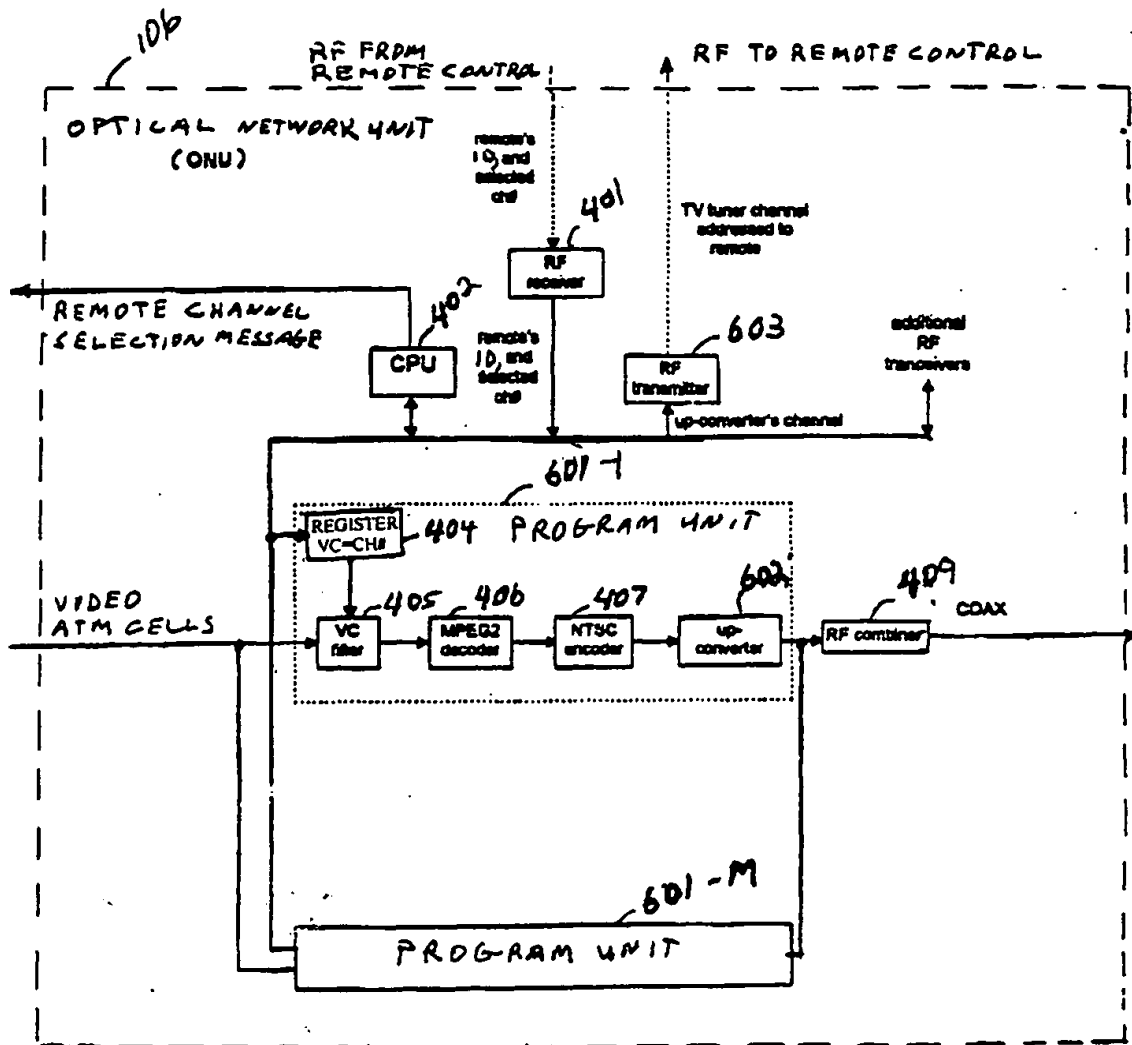 106
RF FROM
REMOTE CONTROL
RF TO REMOTE CONTROL
OPTICAL NETWORK UNIT
(ONU)
remote's
ID, and
selected
ch#
401
RF
receiver
TV tuner channel
addressed to
remote
REMOTE CHANNEL
SELECTION MESSAGE
402
CPU
remote's
ID, and
selected
ch#
603
RF
transmitter
additional
RF
tranceivers
up-converter's channel
601-1
REGISTER
VC=CH#
404
PROGRAM UNIT
VIDEO
ATM CELLS
405
VC
filter
406
MPEG2
decoder
407
NTSC
encoder
602
up-
converter
409
RF combiner
COAX
601-M
PROGRAM UNIT